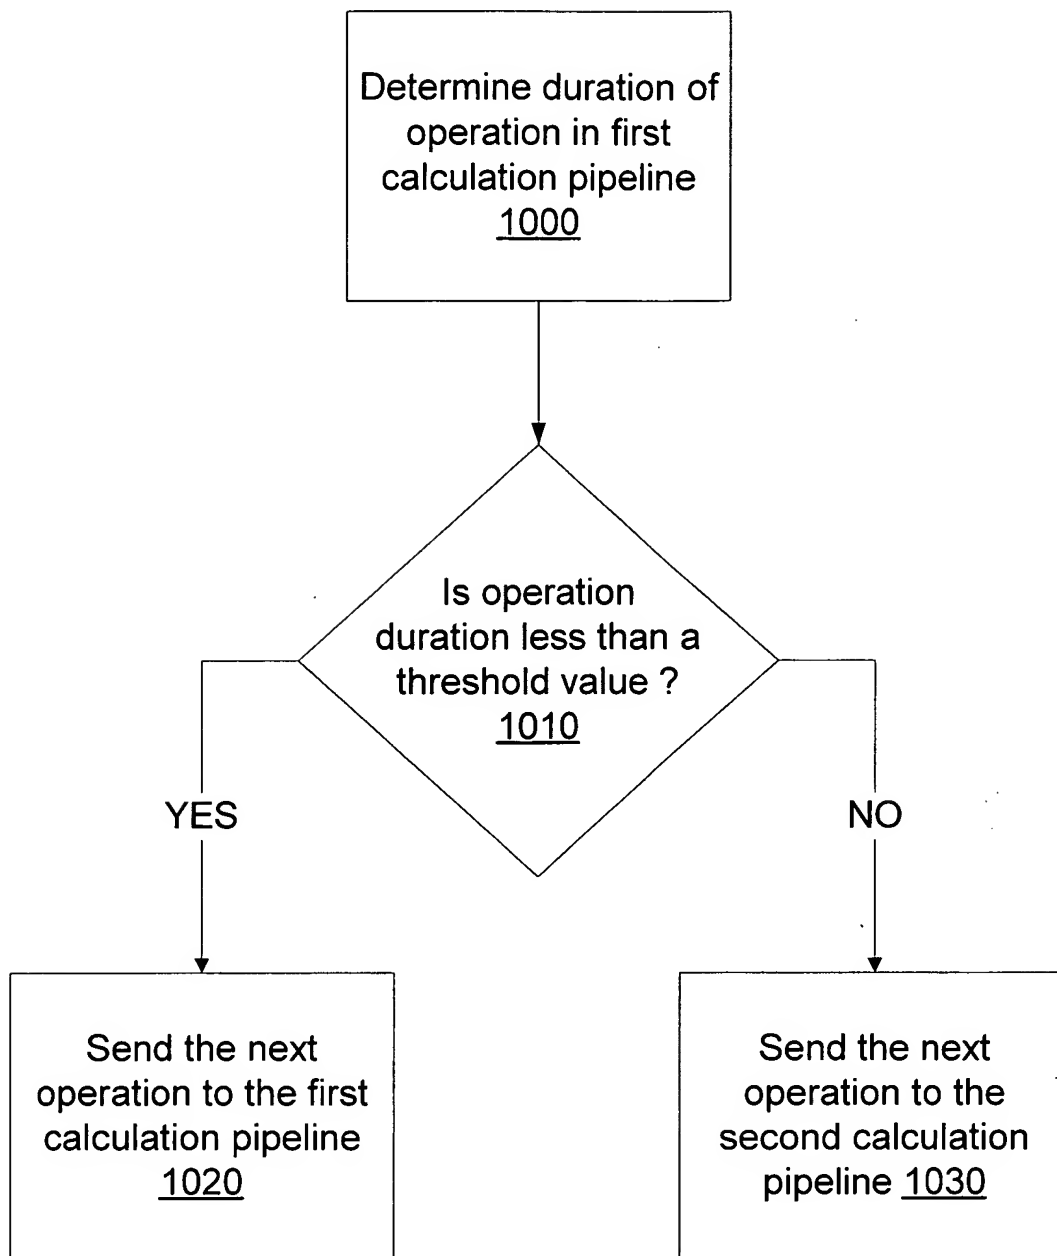 Determine duration of
operation in first
calculation pipeline
1000
Is operation
duration less than a
threshold value ?
1010
YES
NO
Send the next
operation to the first
calculation pipeline
1020
Send the next
operation to the
second calculation
pipeline 1030